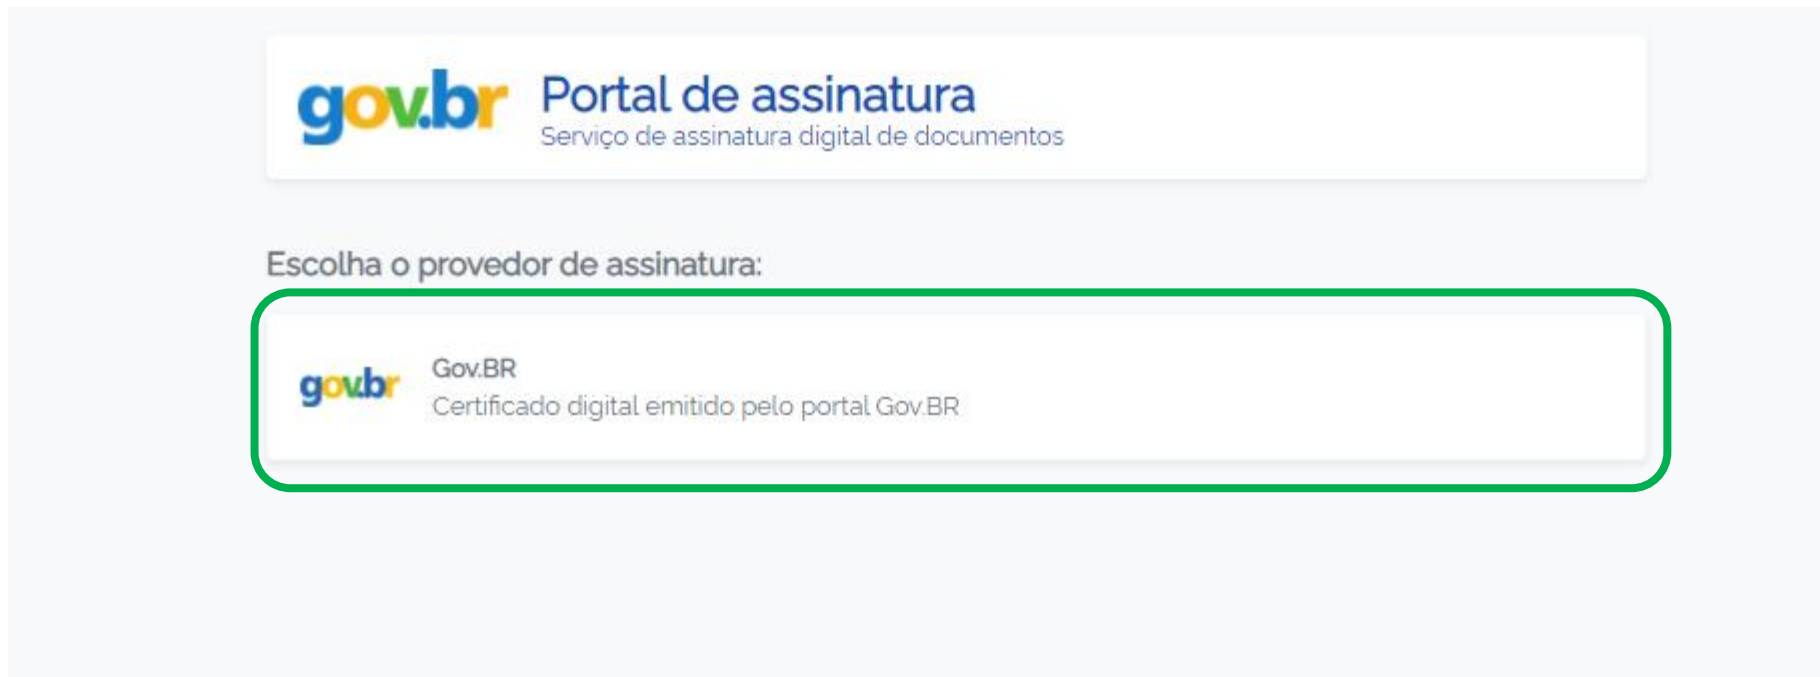 gov.br
Portal de assinatura
Serviço de assinatura digital de documentos
Escolha o provedor de assinatura:
gov.br
Gov.BR
Certificado digital emitido pelo portal Gov.BR